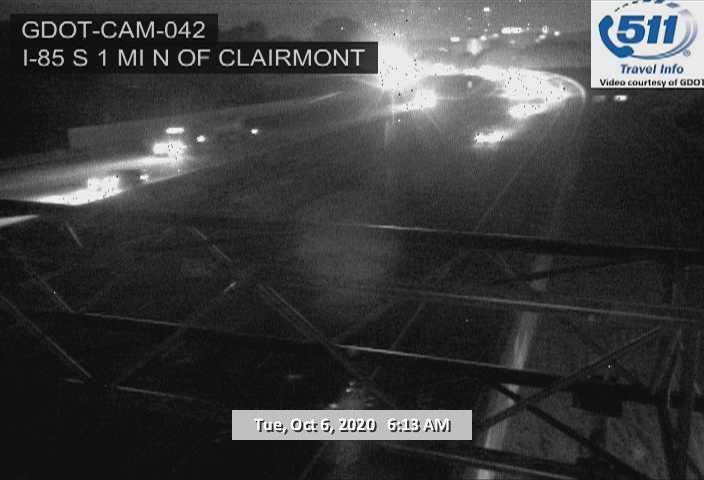 GDOT-CAM-042
I-85 S 1 MI N OF CLAIRMONT
511
Travel Info
Video courtesy of GDOT
Tue, Oct 6, 2020 6:13 AM